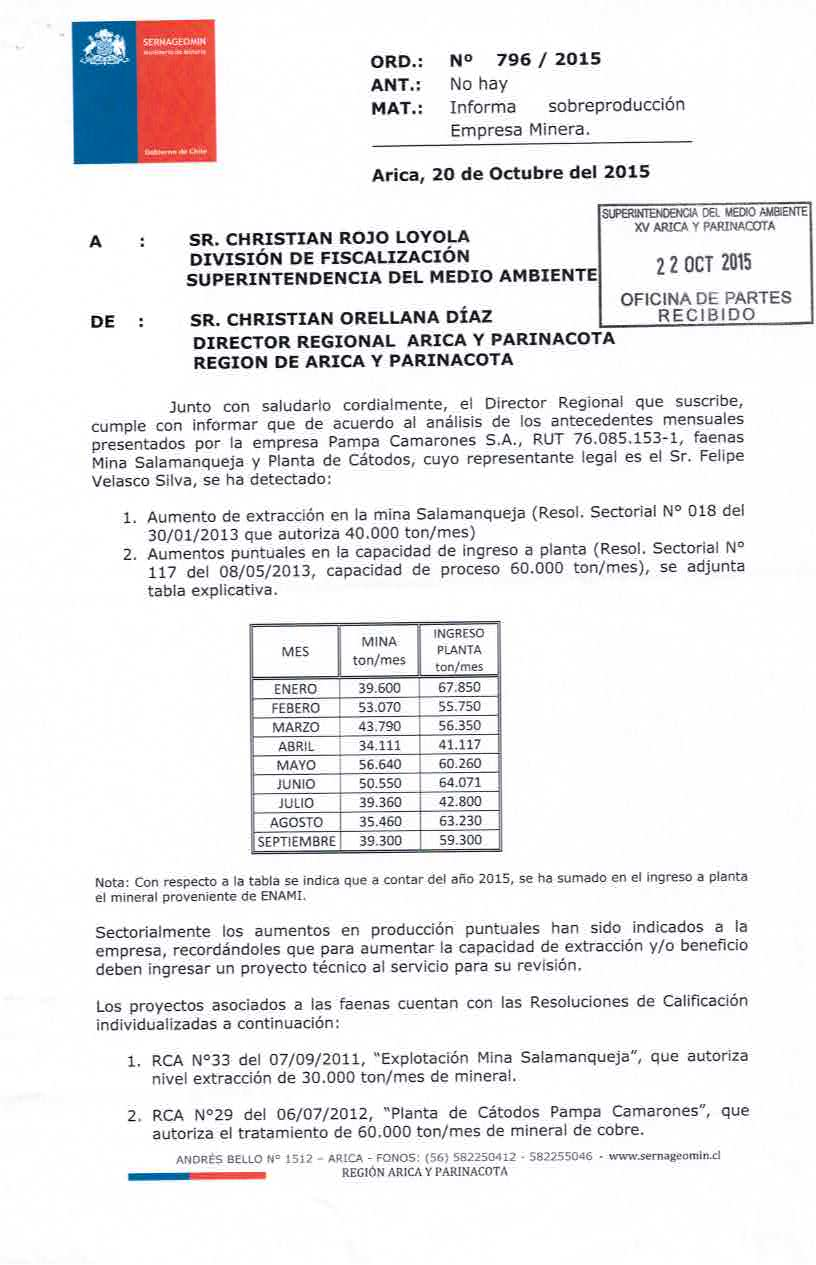 SERNAGEOMIN
Ministerio de Minería
Gobierno de Chile
ORD.: Nº 796 / 2015
ANT.: No hay
MAT.: Informa sobreproducción
Empresa Minera.
Arica, 20 de Octubre del 2015
SUPERINTENDENCIA DEL MEDIO AMBIENTE
XV ARICA Y PARINACOTA
22 OCT 2015
OFICINA DE PARTES
RECIBIDO
A : SR. CHRISTIAN ROJO LOYOLA
DIVISIÓN DE FISCALIZACIÓN
SUPERINTENDENCIA DEL MEDIO AMBIENTE
DE : SR. CHRISTIAN ORELLANA DÍAZ
DIRECTOR REGIONAL ARICA Y PARINACOTA
REGION DE ARICA Y PARINACOTA
Junto con saludarlo cordialmente, el Director Regional que suscribe,
cumple con informar que de acuerdo al análisis de los antecedentes mensuales
presentados por la empresa Pampa Camarones S.A., RUT 76.085.153-1, faenas
Mina Salamanqueja y Planta de Cátodos, cuyo representante legal es el Sr. Felipe
Velasco Silva, se ha detectado:
1. Aumento de extracción en la mina Salamanqueja (Resol. Sectorial Nº 018 del
30/01/2013 que autoriza 40.000 ton/mes)
2. Aumentos puntuales en la capacidad de ingreso a planta (Resol. Sectorial Nº
117 del 08/05/2013, capacidad de proceso 60.000 ton/mes), se adjunta
tabla explicativa.
MES MINA ton/mes INGRESO PLANTA ton/mes
ENERO 39.600 67.850
FEBERO 53.070 55.750
MARZO 43.790 56.350
ABRIL 34.111 41.117
MAYO 56.640 60.260
JUNIO 50.550 64.071
JULIO 39.360 42.800
AGOSTO 35.460 63.230
SEPTIEMBRE 39.300 59.300
Nota: Con respecto a la tabla se indica que a contar del año 2015, se ha sumado en el ingreso a planta
el mineral proveniente de ENAMI.
Sectorialmente los aumentos en producción puntuales han sido indicados a la
empresa, recordándoles que para aumentar la capacidad de extracción y/o beneficio
deben ingresar un proyecto técnico al servicio para su revisión.
Los proyectos asociados a las faenas cuentan con las Resoluciones de Calificación
individualizadas a continuación:
1. RCA Nº33 del 07/09/2011, "Explotación Mina Salamanqueja", que autoriza
nivel extracción de 30.000 ton/mes de mineral.
2. RCA Nº29 del 06/07/2012, "Planta de Cátodos Pampa Camarones", que
autoriza el tratamiento de 60.000 ton/mes de mineral de cobre.
ANDRÉS BELLO Nº 1512 – ARICA - FONOS: (56) 582250412 - 582255046 - www.sernageomin.cl
REGIÓN ARICA Y PARINACOTA